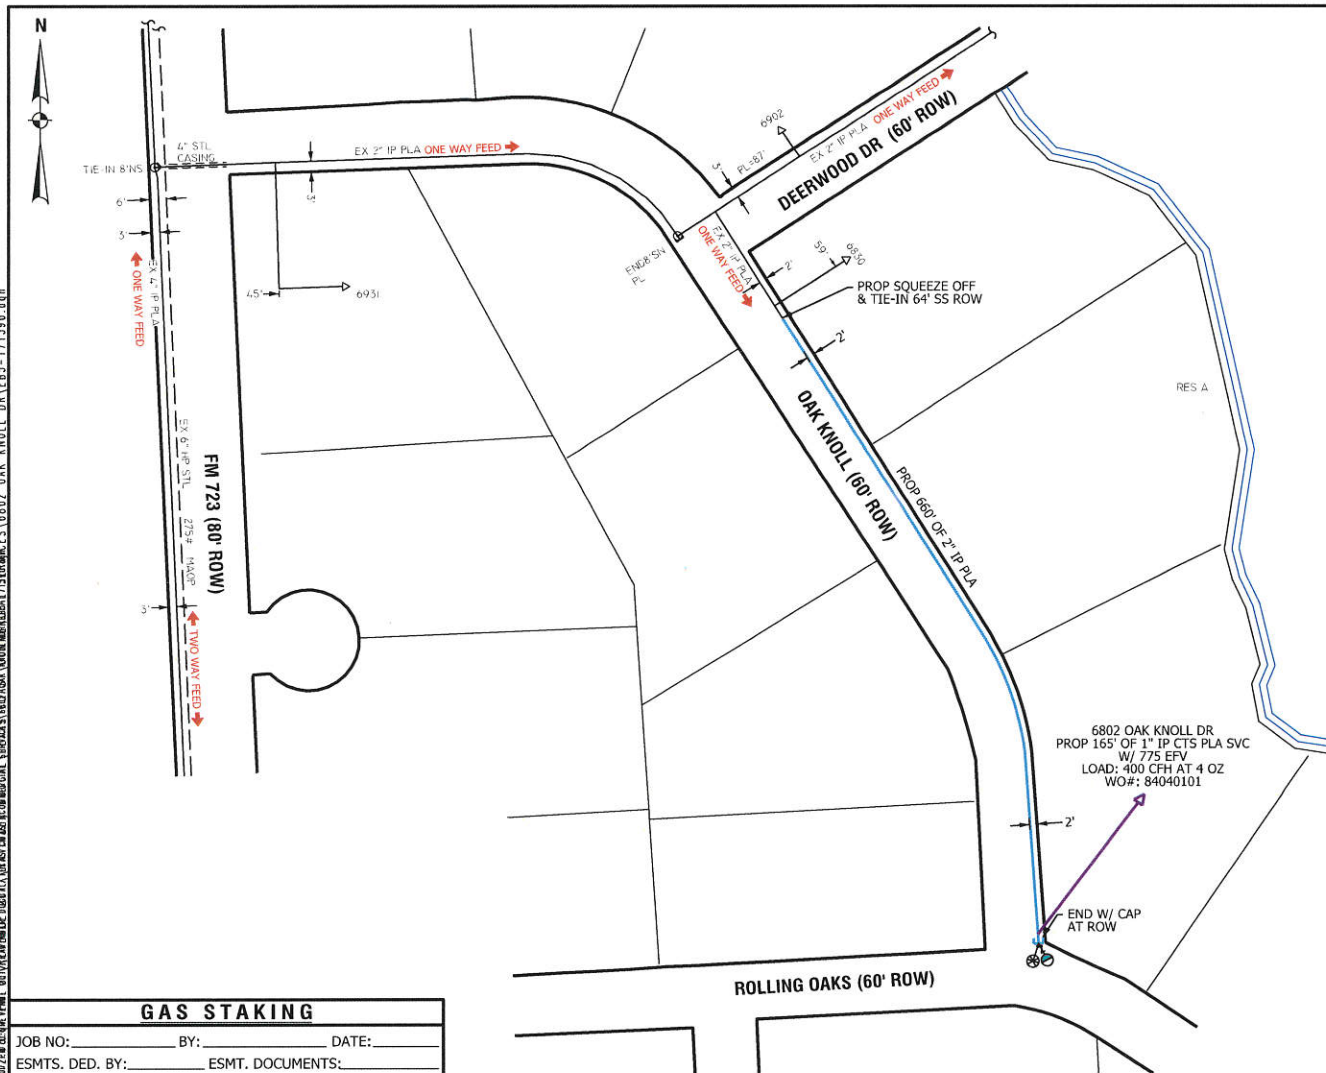 N
TIE-IN 8'NS
4" STL
CASING
EX 2" IP PLA ONE WAY FEED
3'
6'
3'
ONE WAY FEED
EX 4" IP PLA
45'
6931
EX 6" HP STL 275# MAOP
FM 723 (80' ROW)
3'
TWO WAY FEED
6902
PL=87'
3'
EX 2" IP PLA ONE WAY FEED
DEERWOOD DR (60' ROW)
END8'SN
PL
EX 2" IP PLA
ONE WAY FEED
2'
59'
6830
PROP SQUEEZE OFF
& TIE-IN 64' SS ROW
2'
OAK KNOLL (60' ROW)
PROP 660' OF 2" IP PLA
RES A
6802 OAK KNOLL DR
PROP 165' OF 1" IP CTS PLA SVC
W/ 775 EFV
LOAD: 400 CFH AT 4 OZ
WO#: 84040101
2'
END W/ CAP
AT ROW
ROLLING OAKS (60' ROW)
GAS STAKING
JOB NO: BY: DATE:
ESMTS. DED. BY: ESMT. DOCUMENTS: